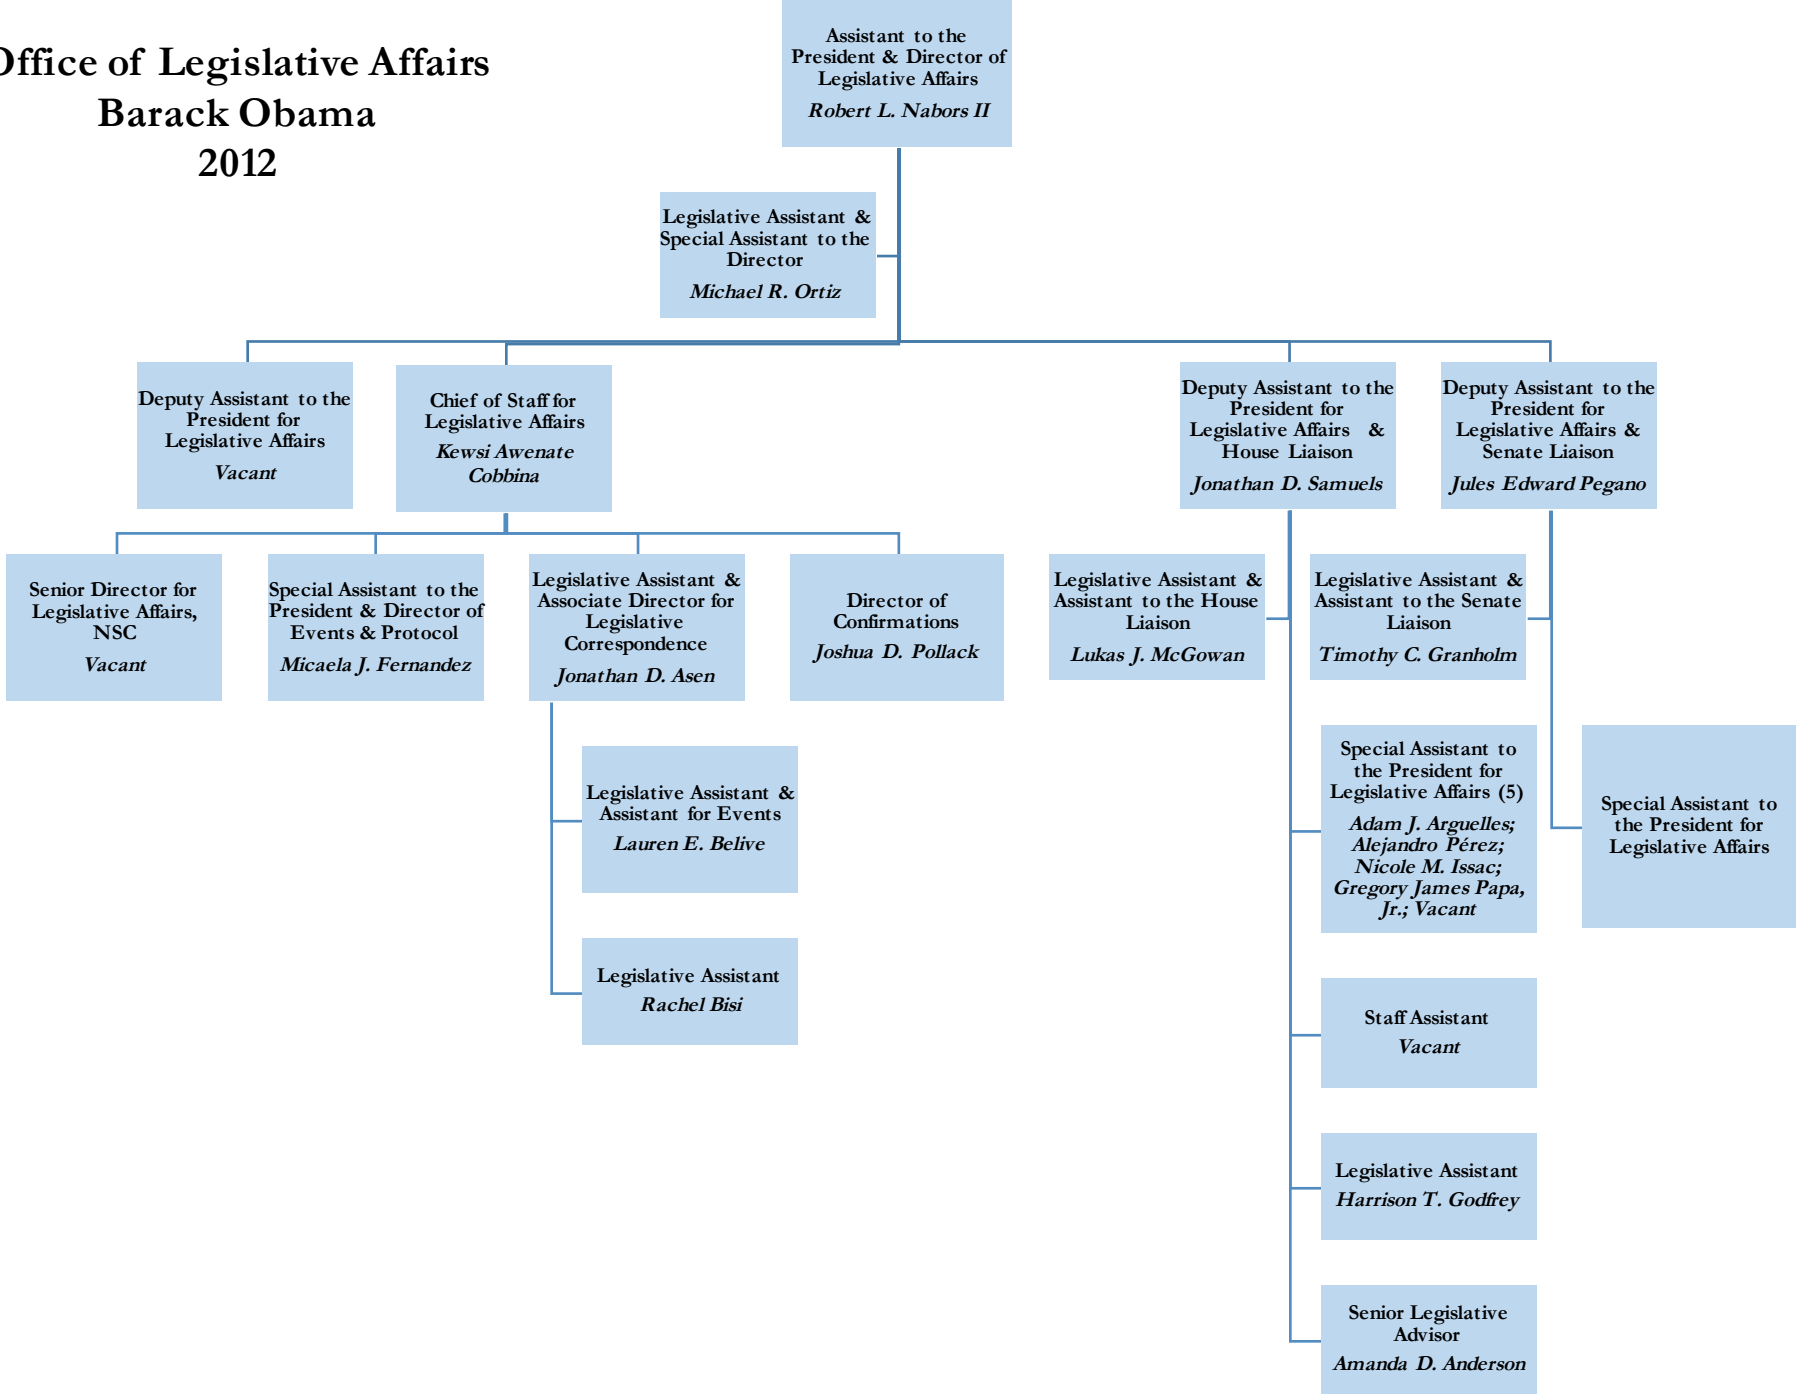 Office of Legislative Affairs
Barack Obama
2012
Assistant to the
President & Director of
Legislative Affairs
Robert L. Nabors II
Legislative Assistant &
Special Assistant to the
Director
Michael R. Ortiz
Deputy Assistant to the
President for
Legislative Affairs
Vacant
Chief of Staff for
Legislative Affairs
Kewsi Awenate
Cobbina
Deputy Assistant to the
President for
Legislative Affairs &
House Liaison
Jonathan D. Samuels
Deputy Assistant to the
President for
Legislative Affairs &
Senate Liaison
Jules Edward Pegano
Senior Director for
Legislative Affairs,
NSC
Vacant
Special Assistant to the
President & Director of
Events & Protocol
Micaela J. Fernandez
Legislative Assistant &
Associate Director for
Legislative
Correspondence
Jonathan D. Asen
Director of
Confirmations
Joshua D. Pollack
Legislative Assistant &
Assistant to the House
Liaison
Lukas J. McGowan
Legislative Assistant &
Assistant to the Senate
Liaison
Timothy C. Granholm
Legislative Assistant &
Assistant for Events
Lauren E. Belive
Legislative Assistant
Rachel Bisi
Special Assistant to
the President for
Legislative Affairs (5)
Adam J. Arguelles;
Alejandro Pérez;
Nicole M. Issac;
Gregory James Papa,
Jr.; Vacant
Special Assistant to
the President for
Legislative Affairs
Staff Assistant
Vacant
Legislative Assistant
Harrison T. Godfrey
Senior Legislative
Advisor
Amanda D. Anderson